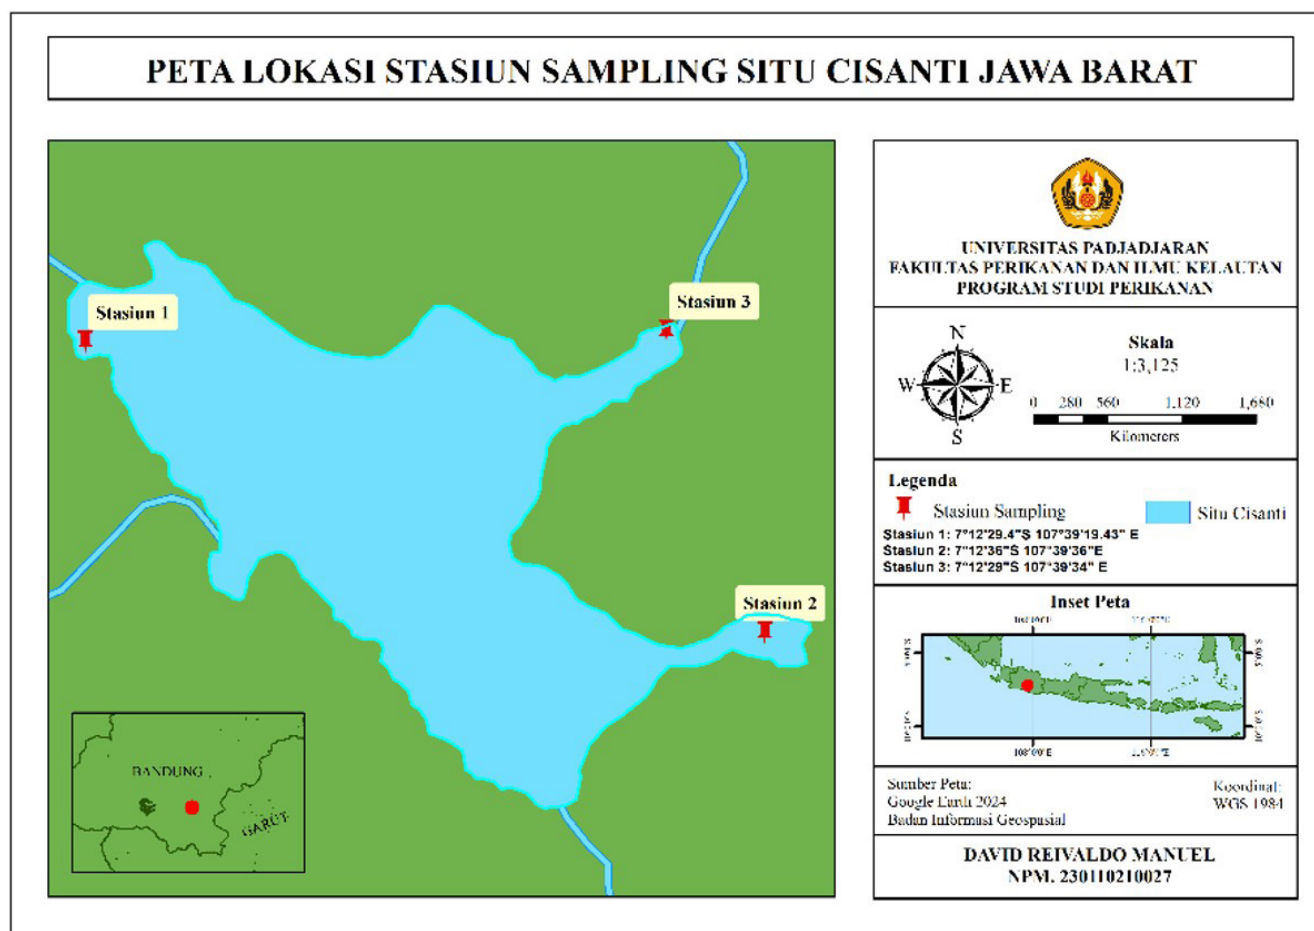 PETA LOKASI STASIUN SAMPLING SITU CISANTI JAWA BARAT
Stasiun 1
Stasiun 3
Stasiun 2
BANDUNG
GARUT
UNIVERSITAS PADJADJARAN
FAKULTAS PERIKANAN DAN ILMU KELAUTAN
PROGRAM STUDI PERIKANAN
N
W E
S
Skala
1:3,125
0 280 560 1,120 1,680
Kilometers
Legenda
Stasiun Sampling
Situ Cisanti
Stasiun 1: 7°12'29.4"S 107°39'19.43" E
Stasiun 2: 7°12'36"S 107°39'36"E
Stasiun 3: 7°12'29"S 107°39'34" E
Inset Peta
108°0'0"E
Sumber Peta:
Google Earth 2024
Badan Informasi Geospasial
Koordinat:
WGS 1984
DAVID REIVALDO MANUEL
NPM. 230110210027